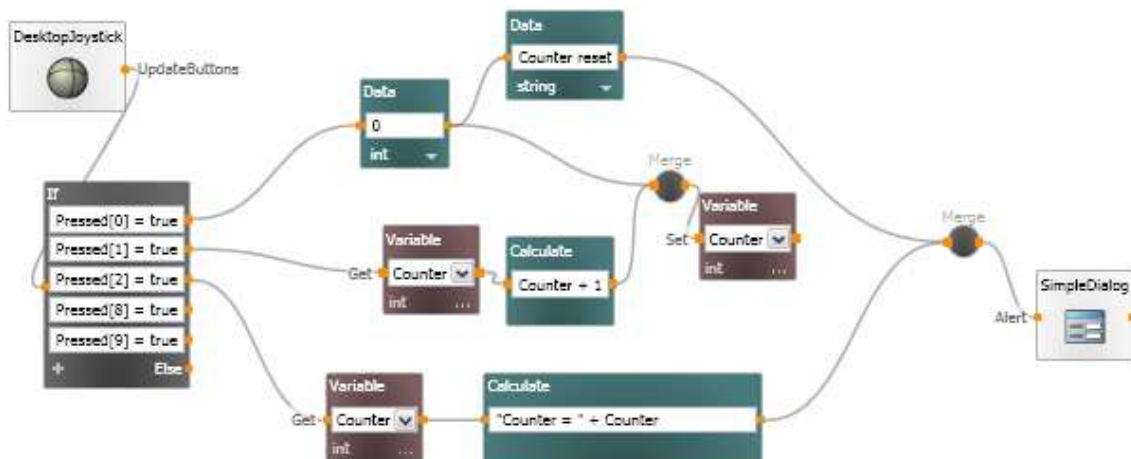 DesktopJoystick
UpdateButtons
If
Pressed[0] = true
Pressed[1] = true
Pressed[2] = true
Pressed[8] = true
Pressed[9] = true
+ Else
Data
0
int
Data
Counter reset
string
Merge
Variable
Set
Counter
int ...
Variable
Get
Counter
int ...
Calculate
Counter + 1
Variable
Get
Counter
int ...
Calculate
"Counter = " + Counter
Merge
SimpleDialog
Alert